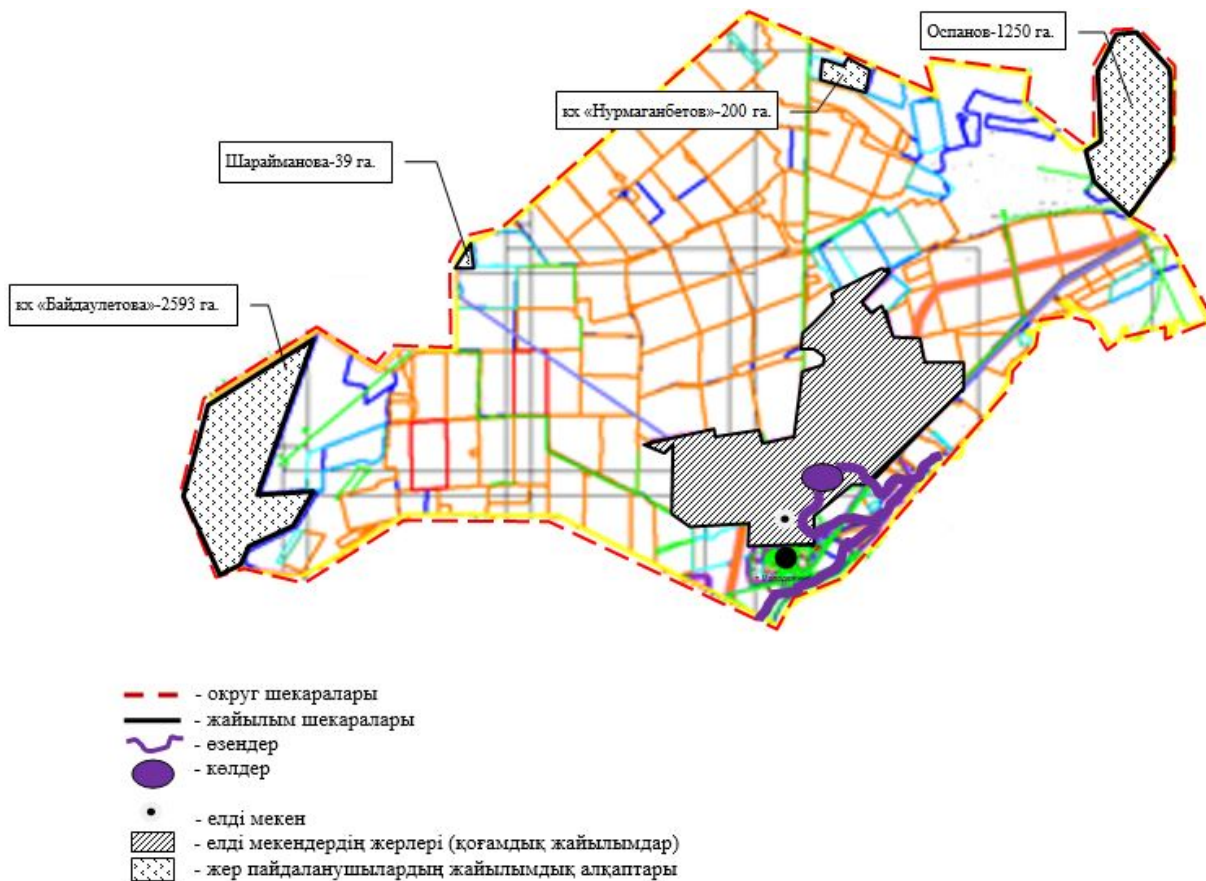 Оспанов-1250 га.
кх «Нурмаганбетов»-200 га.
Шарайманова-39 га.
кх «Байдаулетова»-2593 га.
- округ шекаралары
- жайылым шекаралары
- өзендер
- көлдер
- елді мекен
- елді мекендердің жерлері (қоғамдық жайылымдар)
- жер пайдаланушылардың жайылымдық алқаптары